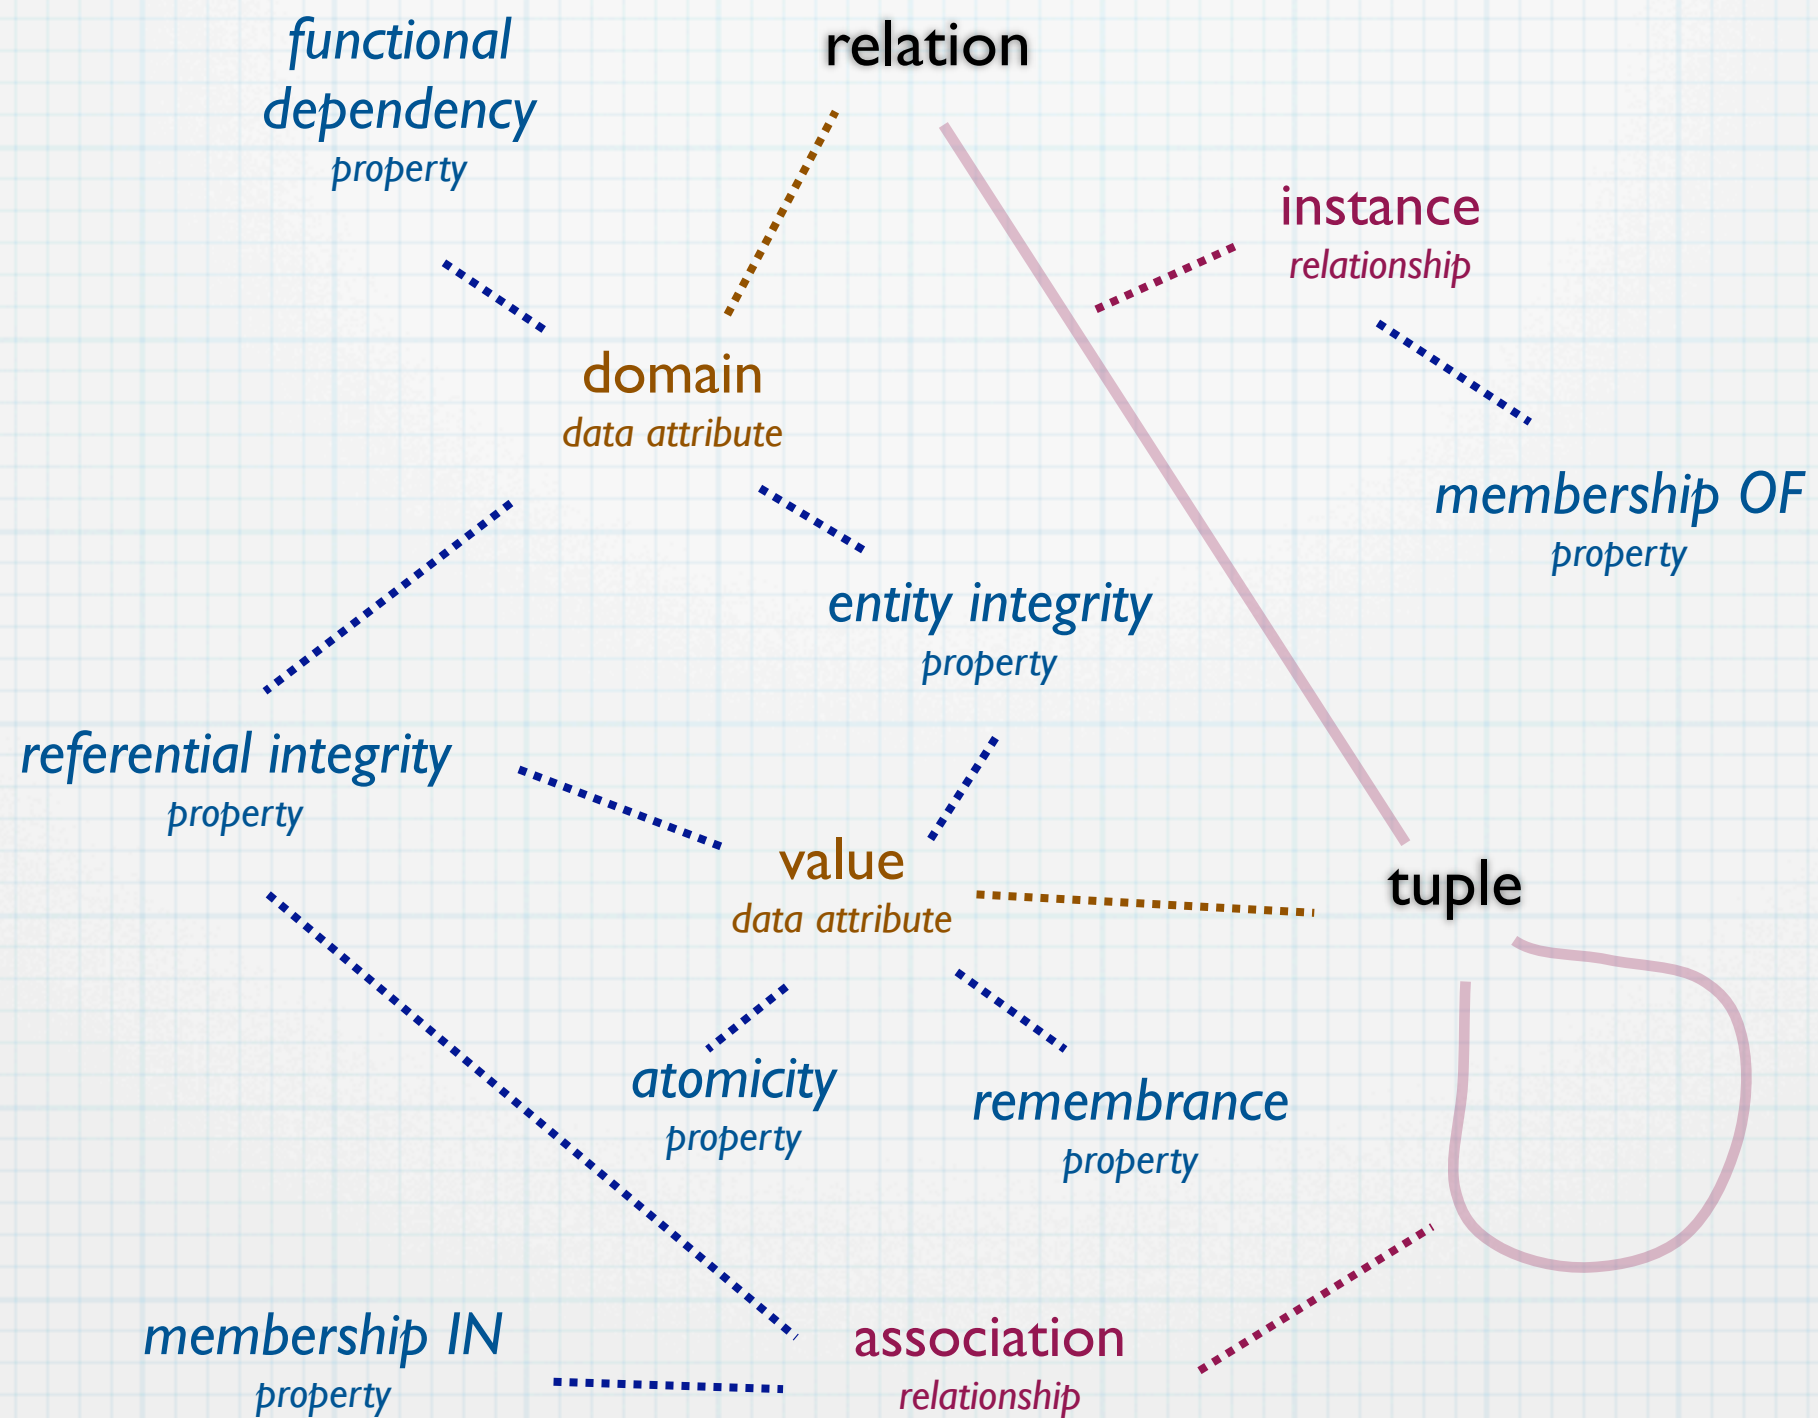 functional
dependency
property
relation
instance
relationship
domain
data attribute
membership OF
property
entity integrity
property
referential integrity
property
value
data attribute
tuple
atomicity
property
remembrance
property
membership IN
property
association
relationship